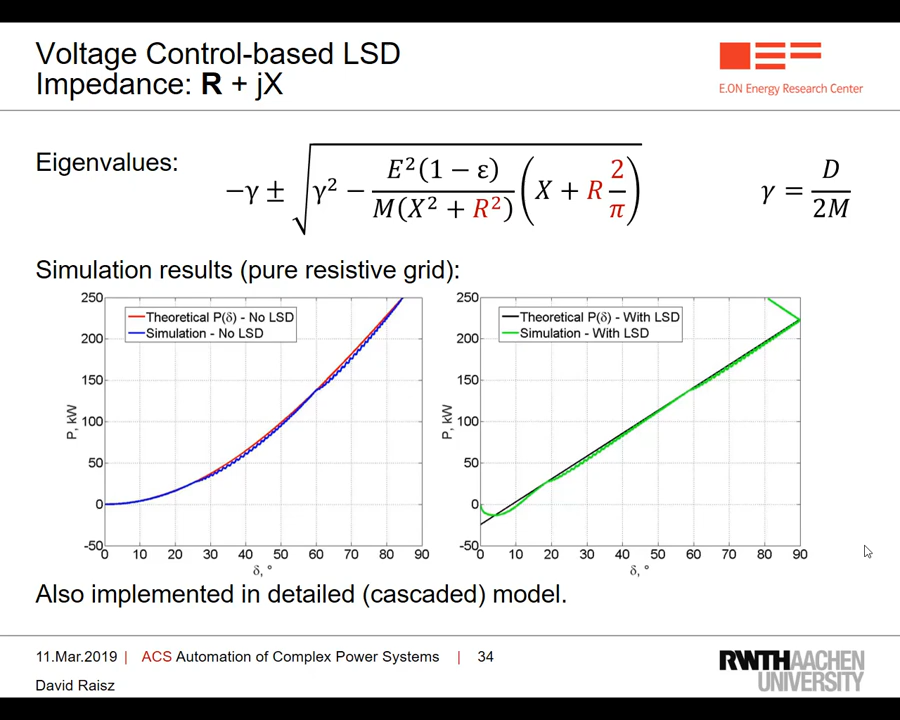 Voltage Control-based LSD
Impedance: R + jX
E.ON Energy Research Center
Eigenvalues:
−γ ± √(γ² − E²(1 − ε)/(M(X² + R²)) (X + R 2/π))
γ = D/(2M)
Simulation results (pure resistive grid):
250
200
150
100
50
0
-50
P, kW
Theoretical P(δ) - No LSD
Simulation - No LSD
0 10 20 30 40 50 60 70 80 90
δ, °
250
200
150
100
50
0
-50
P, kW
Theoretical P(δ) - With LSD
Simulation - With LSD
0 10 20 30 40 50 60 70 80 90
δ, °
Also implemented in detailed (cascaded) model.
11.Mar.2019 | ACS Automation of Complex Power Systems | 34
David Raisz
RWTHAACHEN
UNIVERSITY